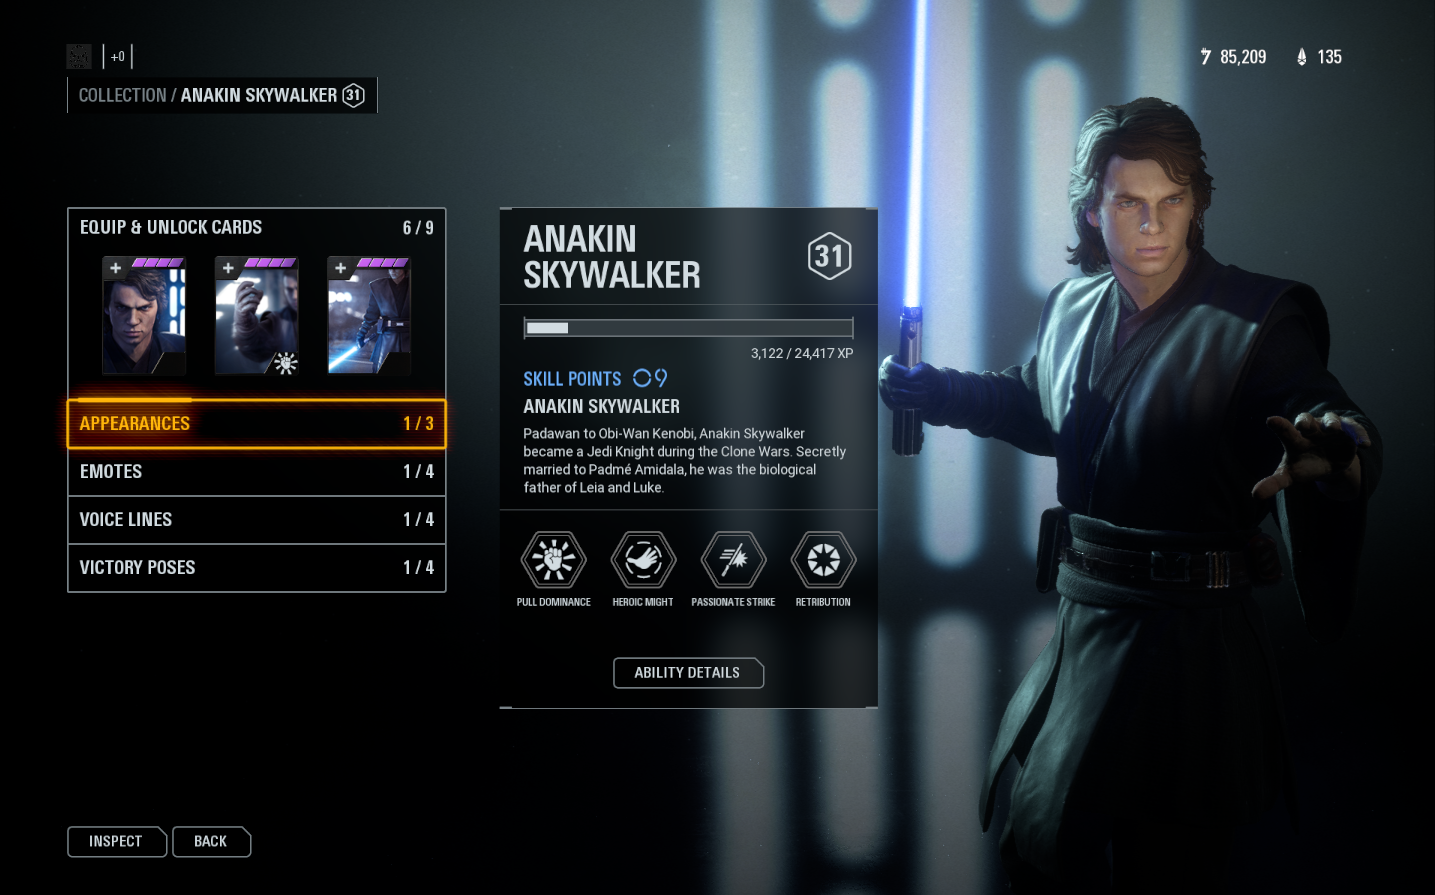 +0
85,209
135
COLLECTION / ANAKIN SKYWALKER 31
EQUIP & UNLOCK CARDS 6 / 9
APPEARANCES 1 / 3
EMOTES 1 / 4
VOICE LINES 1 / 4
VICTORY POSES 1 / 4
ANAKIN
SKYWALKER
31
3,122 / 24,417 XP
SKILL POINTS 9
ANAKIN SKYWALKER
Padawan to Obi-Wan Kenobi, Anakin Skywalker
became a Jedi Knight during the Clone Wars. Secretly
married to Padmé Amidala, he was the biological
father of Leia and Luke.
PULL DOMINANCE HEROIC MIGHT PASSIONATE STRIKE RETRIBUTION
ABILITY DETAILS
INSPECT BACK